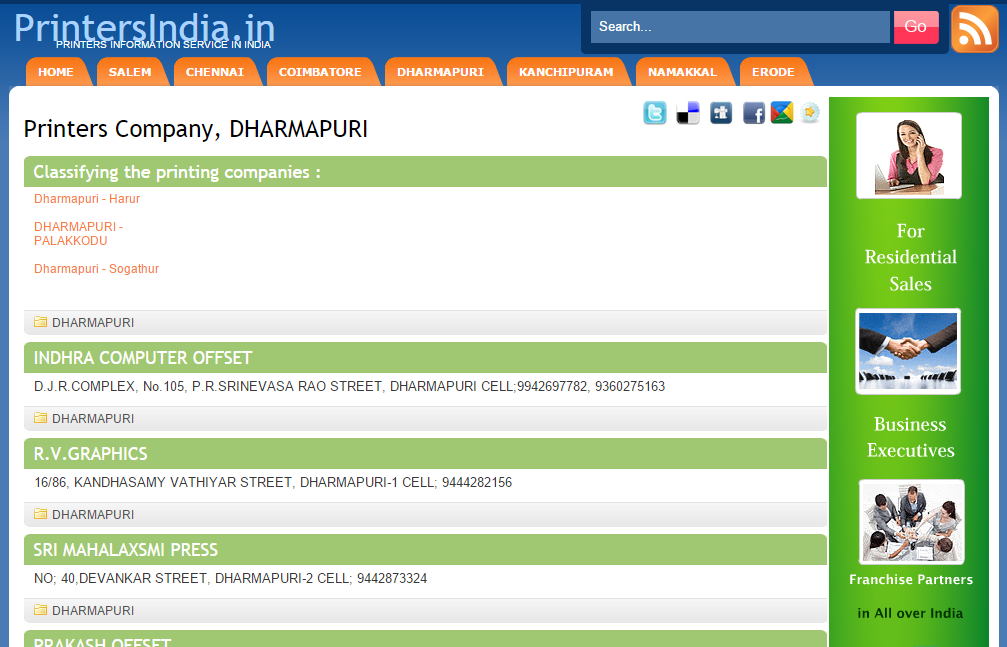 PrintersIndia.in
PRINTERS INFORMATION SERVICE IN INDIA
Search...
Go
HOME
SALEM
CHENNAI
COIMBATORE
DHARMAPURI
KANCHIPURAM
NAMAKKAL
ERODE
Printers Company, DHARMAPURI
Classifying the printing companies :
Dharmapuri - Harur
DHARMAPURI -
PALAKKODU
Dharmapuri - Sogathur
DHARMAPURI
INDHRA COMPUTER OFFSET
D.J.R.COMPLEX, No.105, P.R.SRINEVASA RAO STREET, DHARMAPURI CELL;9942697782, 9360275163
DHARMAPURI
R.V.GRAPHICS
16/86, KANDHASAMY VATHIYAR STREET, DHARMAPURI-1 CELL; 9444282156
DHARMAPURI
SRI MAHALAXSMI PRESS
NO; 40,DEVANKAR STREET, DHARMAPURI-2 CELL; 9442873324
DHARMAPURI
PRAKASH OFFSET
For
Residential
Sales
Business
Executives
Franchise Partners
in All over India